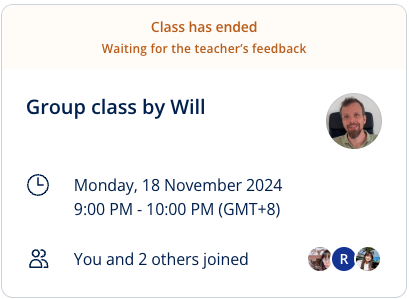 Class has ended
Waiting for the teacher’s feedback
Group class by Will
Monday, 18 November 2024
9:00 PM - 10:00 PM (GMT+8)
You and 2 others joined
R